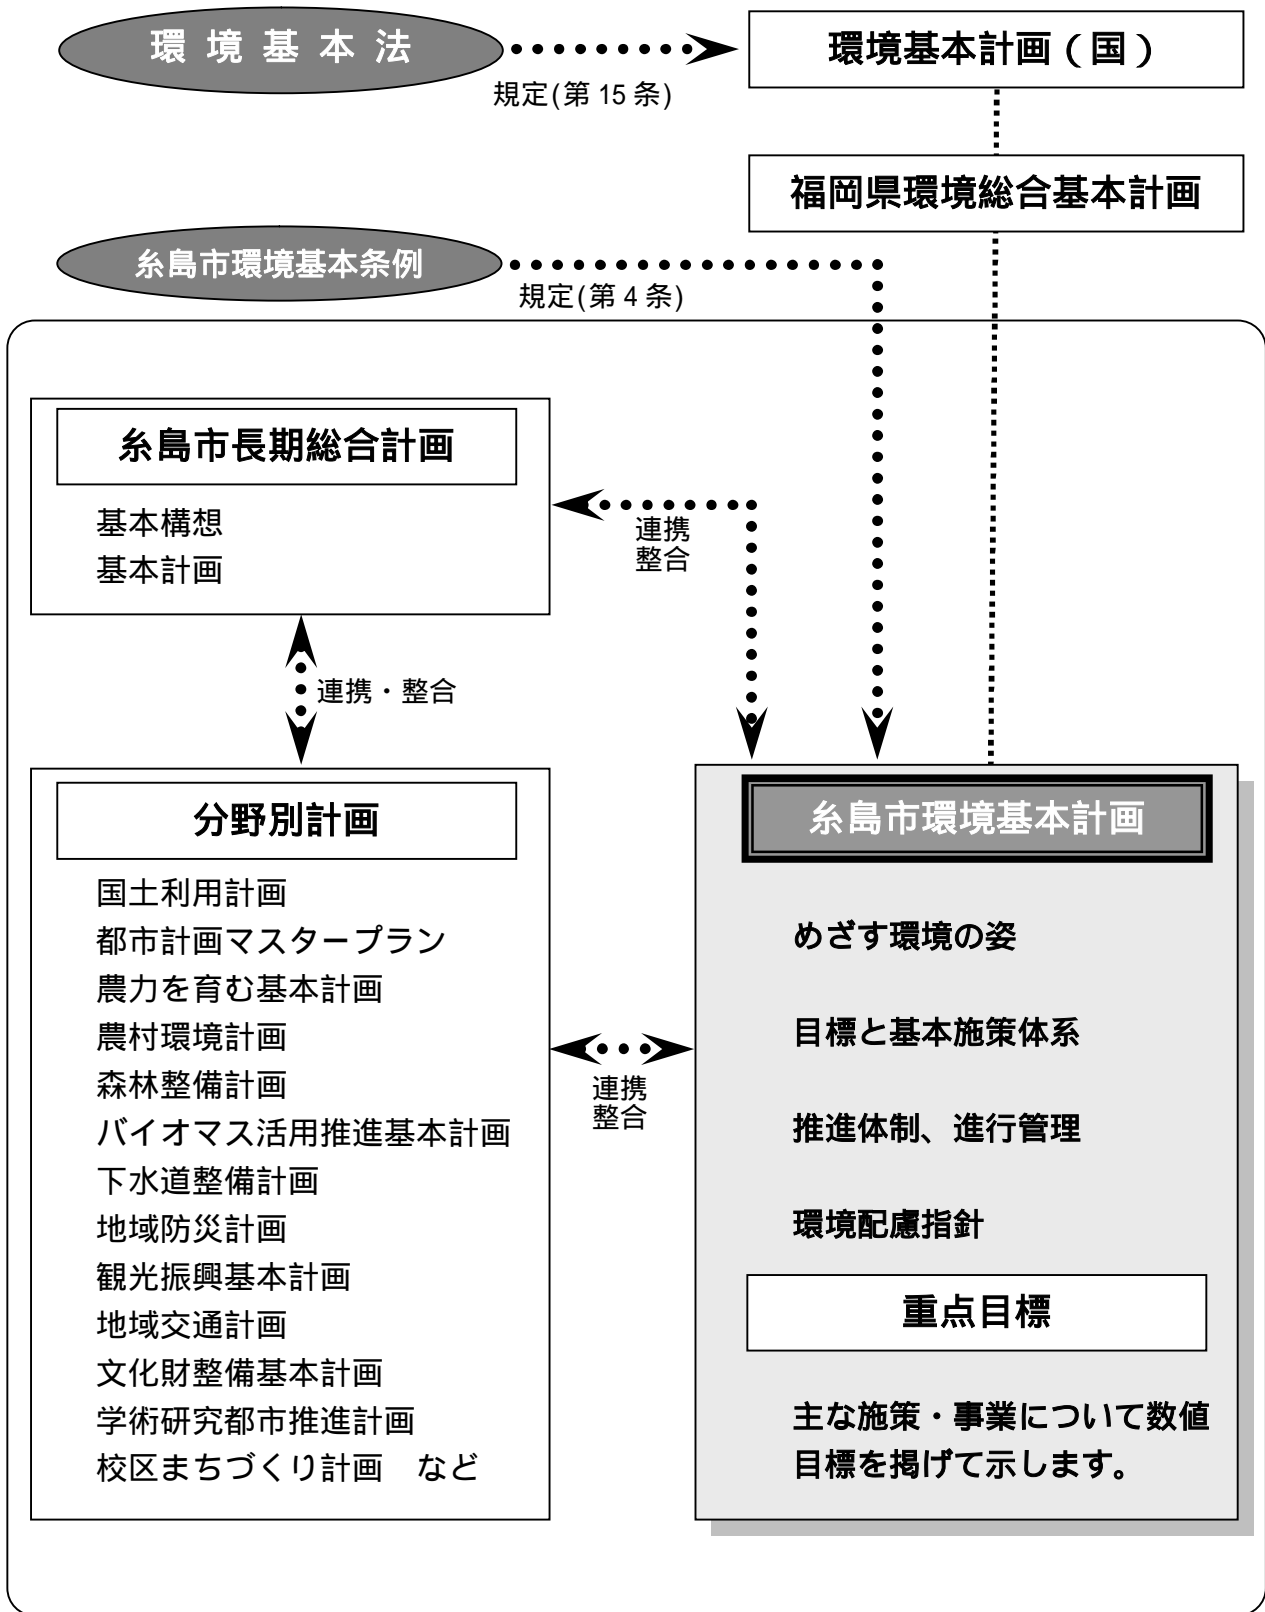 環境基本法
環境基本計画(国)
規定(第15条)
福岡県環境総合基本計画
糸島市環境基本条例
規定(第4条)
糸島市長期総合計画
基本構想
基本計画
連携
整合
連携・整合
分野別計画
国土利用計画
都市計画マスタープラン
農力を育む基本計画
農村環境計画
森林整備計画
バイオマス活用推進基本計画
下水道整備計画
地域防災計画
観光振興基本計画
地域交通計画
文化財整備基本計画
学術研究都市推進計画
校区まちづくり計画 など
連携
整合
糸島市環境基本計画
めざす環境の姿
目標と基本施策体系
推進体制、進行管理
環境配慮指針
重点目標
主な施策・事業について数値
目標を掲げて示します。